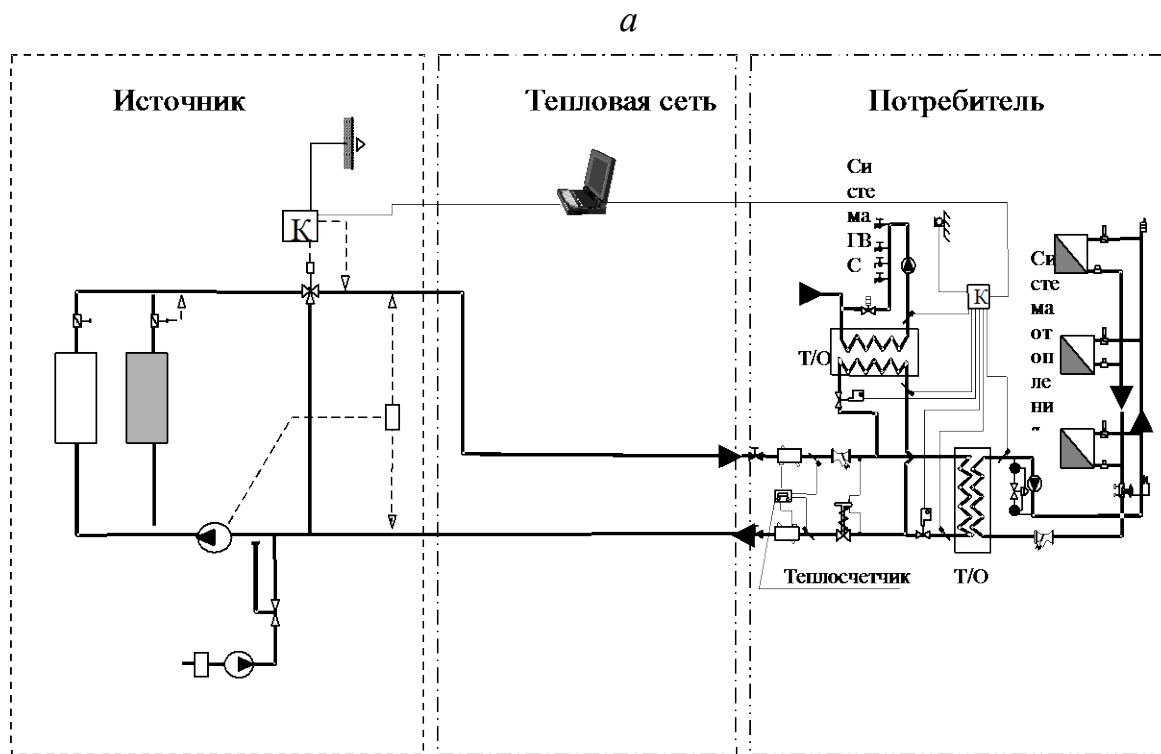 а
Источник
Тепловая сеть
Потребитель
К
Си
сте
ма
ГВ
С
К
Си
сте
ма
от
оп
ле
ни
Т/О
Теплосчетчик
Т/О